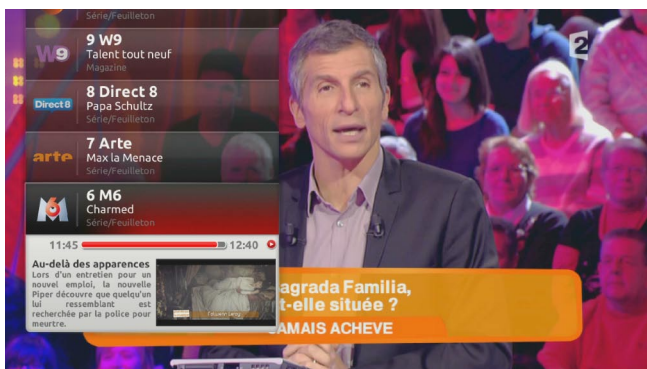 Série/Feuilleton
W9
9 W9
Talent tout neuf
Magazine
2
Direct 8
8 Direct 8
Papa Schultz
Série/Feuilleton
arte
7 Arte
Max la Menace
Série/Feuilleton
M6
6 M6
Charmed
Série/Feuilleton
11:45
12:40
Au-delà des apparences
Lors d'un entretien pour un
nouvel emploi, la nouvelle
Piper découvre que quelqu'un
lui ressemblant est
recherchée par la police pour
meurtre.
agrada Familia,
t-elle située ?
JAMAIS ACHEVE